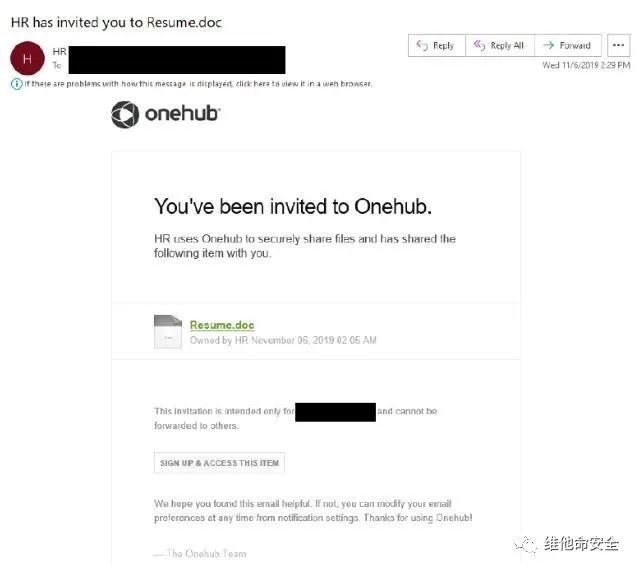 HR has invited you to Resume.doc
H
HR
To
Reply
Reply All
Forward
Wed 11/6/2019 2:29 PM
If there are problems with how this message is displayed, click here to view it in a web browser.
onehub
You've been invited to Onehub.
HR uses Onehub to securely share files and has shared the
following item with you.
Resume.doc
Owned by HR November 06, 2019 02:05 AM
This invitation is intended only for and cannot be
forwarded to others.
SIGN UP & ACCESS THIS ITEM
We hope you found this email helpful. If not, you can modify your email
preferences at any time from notification settings. Thanks for using Onehub!
— The Onehub Team
维他命安全